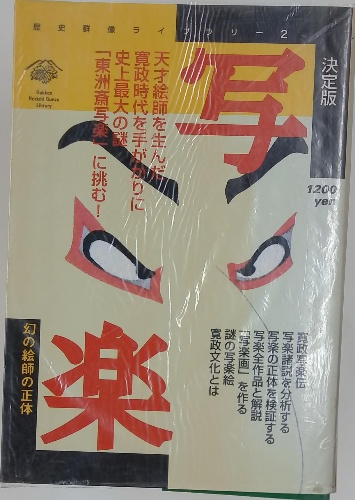 歴史群像ライブラリー2
Gakken
Rekishi Gunzo
Library
決定版
写
楽
1200
yen
天才絵師を生んだ
寛政時代を手がかりに
史上最大の謎
「東洲斎写楽」に挑む!
幻の絵師の正体
寛政写楽伝
写楽諸説を分析する
写楽の正体を検証する
写楽全作品と解説
「写楽画」を作る
謎の写楽絵
寛政文化とは